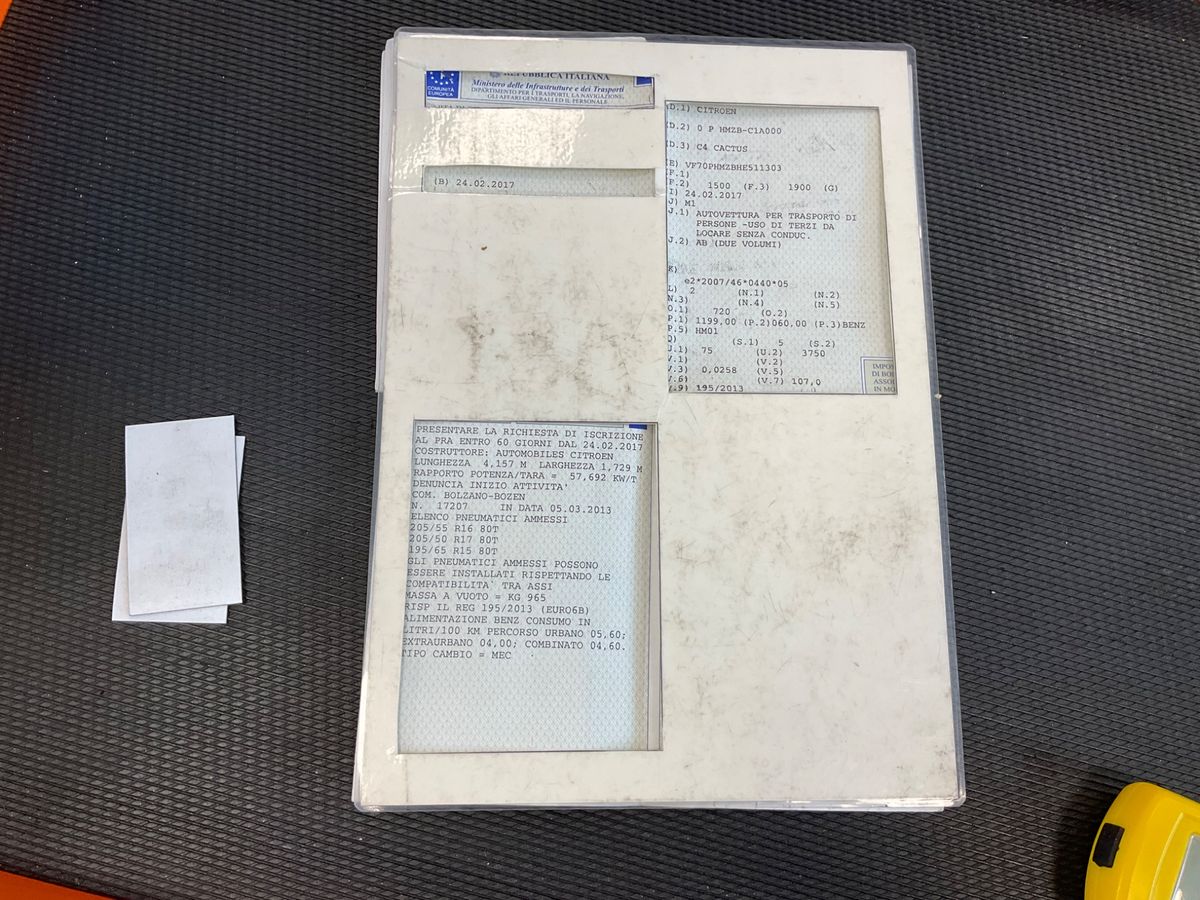 COMUNITÀ
EUROPEA
REPUBBLICA ITALIANA
Ministero delle Infrastrutture e dei Trasporti
DIPARTIMENTO PER I TRASPORTI, LA NAVIGAZIONE,
GLI AFFARI GENERALI ED IL PERSONALE
(B) 24.02.2017
D.1) CITROEN
D.2) 0 P HMZB-C1A000
D.3) C4 CACTUS
E) VF70PHMZBHE511303
F.1)
F.2) 1500 (F.3) 1900 (G)
I) 24.02.2017
J) M1
J.1) AUTOVETTURA PER TRASPORTO DI
PERSONE -USO DI TERZI DA
LOCARE SENZA CONDUC.
J.2) AB (DUE VOLUMI)
K)
e2*2007/46*0440*05
L) 2 (N.1) (N.2)
N.3) (N.4) (N.5)
O.1) 720 (O.2)
P.1) 1199,00 (P.2)060,00 (P.3)BENZ
P.5) HM01
Q) (S.1) 5 (S.2)
U.1) 75 (U.2) 3750
V.1) (V.2)
V.3) 0,0258 (V.5)
V.6) (V.7) 107,0
V.9) 195/2013
IMPOS
DI BOL
ASSOL
IN MO
PRESENTARE LA RICHIESTA DI ISCRIZIONE
AL PRA ENTRO 60 GIORNI DAL 24.02.2017
COSTRUTTORE: AUTOMOBILES CITROEN
LUNGHEZZA 4,157 M LARGHEZZA 1,729 M
RAPPORTO POTENZA/TARA = 57,692 KW/T
DENUNCIA INIZIO ATTIVITA'
COM. BOLZANO-BOZEN
N. 17207 IN DATA 05.03.2013
ELENCO PNEUMATICI AMMESSI
205/55 R16 80T
205/50 R17 80T
195/65 R15 80T
GLI PNEUMATICI AMMESSI POSSONO
ESSERE INSTALLATI RISPETTANDO LE
COMPATIBILITA' TRA ASSI
MASSA A VUOTO = KG 965
RISP IL REG 195/2013 (EURO6B)
ALIMENTAZIONE BENZ CONSUMO IN
LITRI/100 KM PERCORSO URBANO 05,60;
EXTRAURBANO 04,00; COMBINATO 04,60.
TIPO CAMBIO = MEC